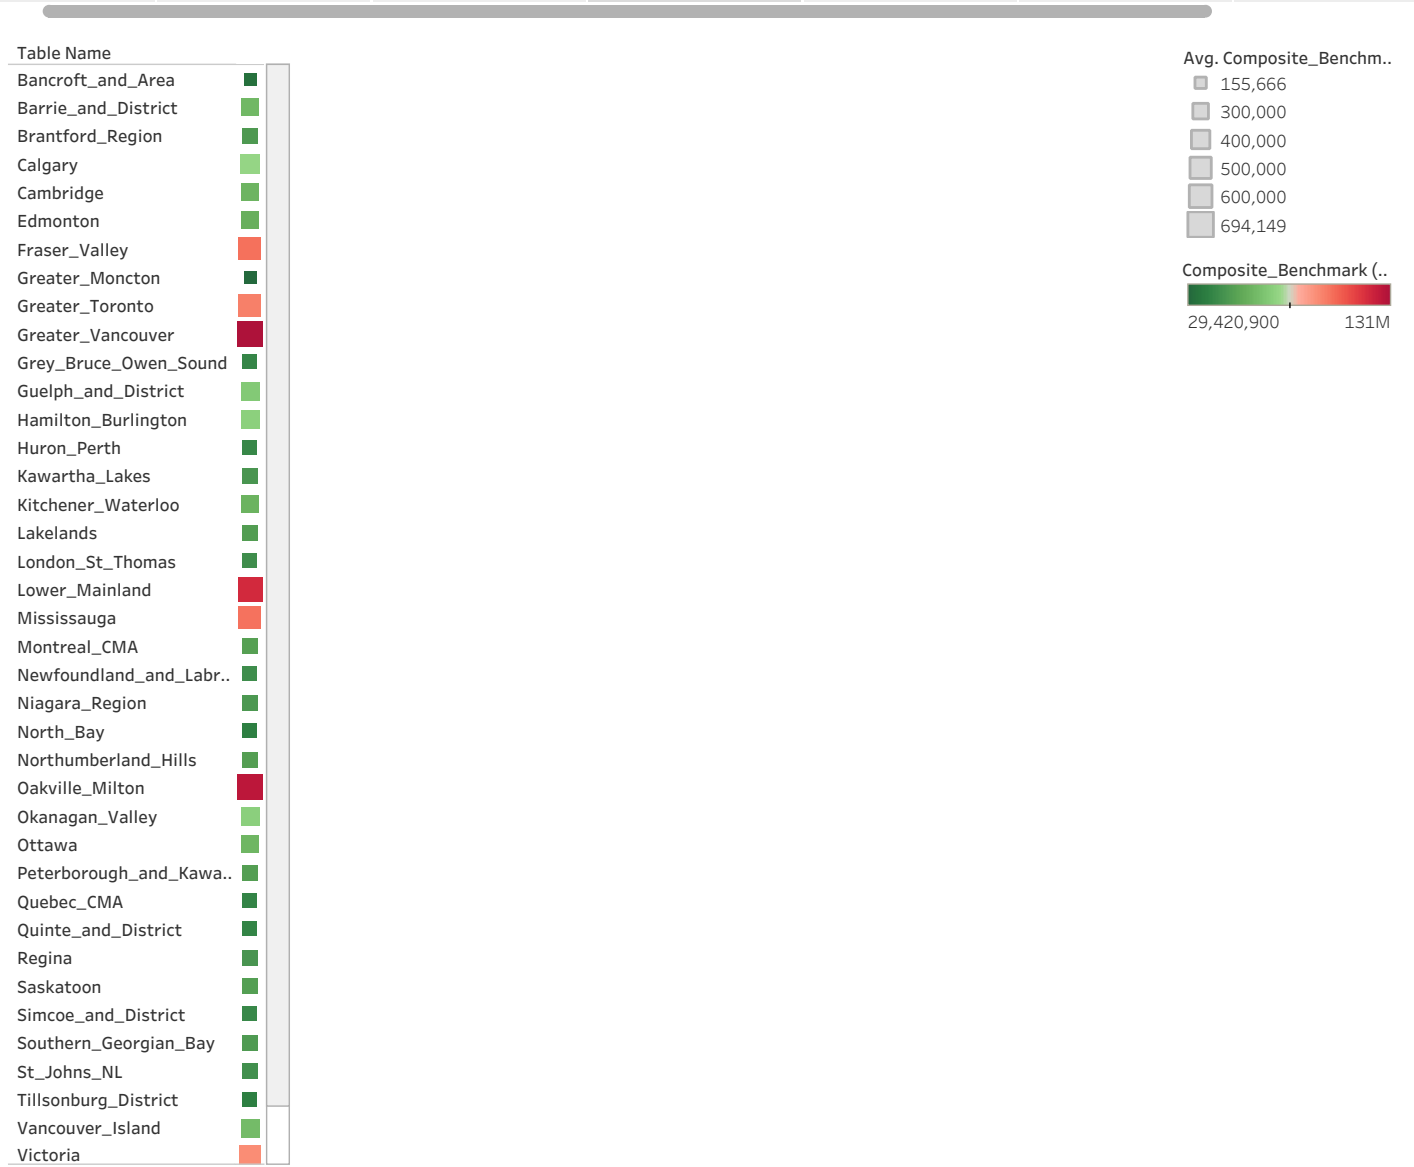 Table Name
Bancroft_and_Area
Barrie_and_District
Brantford_Region
Calgary
Cambridge
Edmonton
Fraser_Valley
Greater_Moncton
Greater_Toronto
Greater_Vancouver
Grey_Bruce_Owen_Sound
Guelph_and_District
Hamilton_Burlington
Huron_Perth
Kawartha_Lakes
Kitchener_Waterloo
Lakelands
London_St_Thomas
Lower_Mainland
Mississauga
Montreal_CMA
Newfoundland_and_Labr..
Niagara_Region
North_Bay
Northumberland_Hills
Oakville_Milton
Okanagan_Valley
Ottawa
Peterborough_and_Kawa..
Quebec_CMA
Quinte_and_District
Regina
Saskatoon
Simcoe_and_District
Southern_Georgian_Bay
St_Johns_NL
Tillsonburg_District
Vancouver_Island
Victoria
Avg. Composite_Benchm..
155,666
300,000
400,000
500,000
600,000
694,149
Composite_Benchmark (..
29,420,900 131M